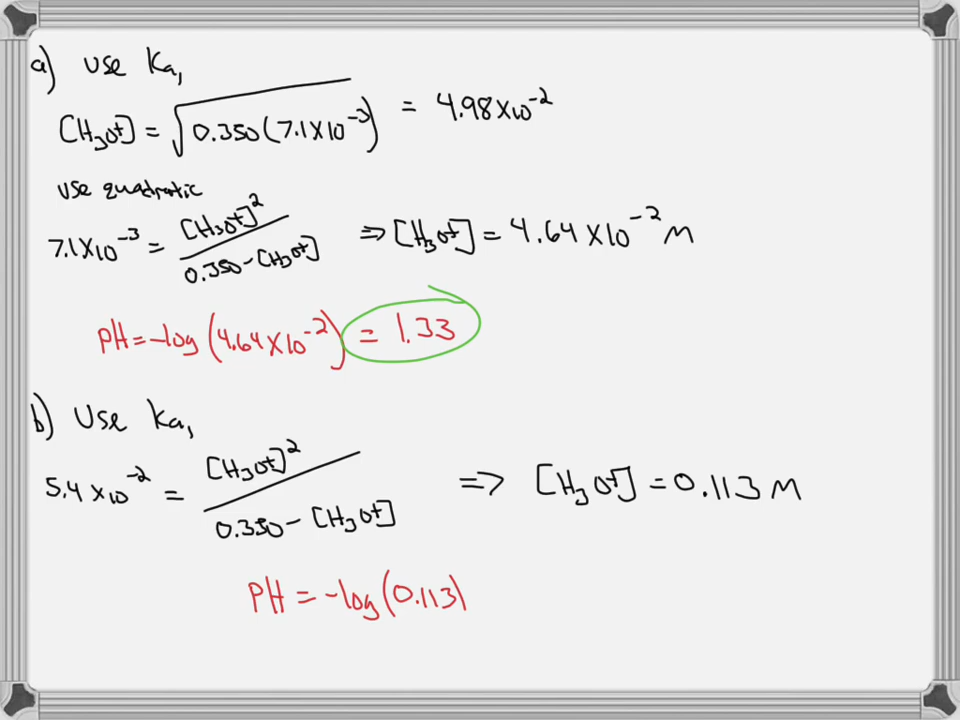 a) use Ka₁
[H₃O+] = √0.350(7.1X10⁻³) = 4.98X10⁻²
use quadratic
7.1X10⁻³ = [H₃O+]² / 0.350 - [H₃O+] => [H₃O+] = 4.64X10⁻² M
PH = -log(4.64X10⁻²) = 1.33
b) Use Ka₁
5.4X10⁻² = [H₃O+]² / 0.350 - [H₃O+] => [H₃O+] = 0.113 M
PH = -log(0.113)